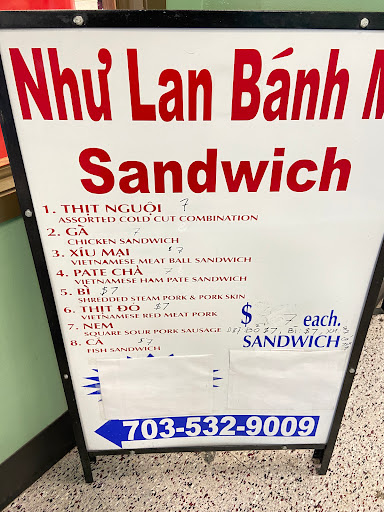 Như Lan Bánh M
Sandwich
1. THỊT NGUỘI 7
ASSORTED COLD CUT COMBINATION
2. GÀ 7
CHICKEN SANDWICH
3. XÍU MẠI $7
VIETNAMESE MEAT BALL SANDWICH
4. PATE CHẢ 7
VIETNAMESE HAM PATE SANDWICH
5. BÌ $7
SHREDDED STEAM PORK & PORK SKIN
6. THỊT ĐỎ $7
VIETNAMESE RED MEAT PORK
7. NEM
SQUARE SOUR PORK SAUSAGE
8. CÁ $7
FISH SANDWICH
$ 7 each.
SANDWICH
703-532-9009